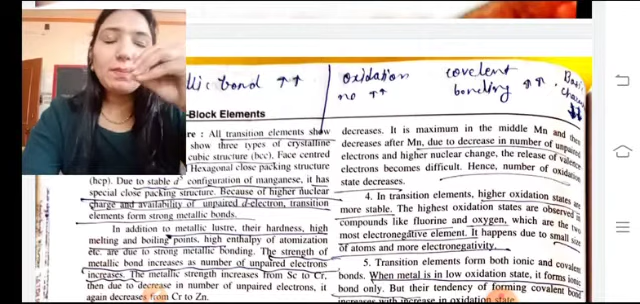 llic bond ↑↑
oxidation
no ↑↑
covelent
bonding ↑↑
-Block Elements
re : All transition elements show
show three types of crystalline
cubic structure (bcc). Face centred
Hexagonal close packing structure
(hcp). Due to stable d⁵ configuration of manganese, it has
special close packing structure. Because of higher nuclear
charge and availability of unpaired d-electron, transition
elements form strong metallic bonds.
In addition to metallic lustre, their hardness, high
melting and boiling points, high enthalpy of atomization
etc. are due to strong metallic bonding. The strength of
metallic bond increases as number of unpaired electrons
increases. The metallic strength increases from Sc to Cr,
then due to decrease in number of unpaired electrons, it
again decreases from Cr to Zn.
decreases. It is maximum in the middle Mn and then
decreases after Mn, due to decrease in number of unpaired
electrons and higher nuclear change, the release of valence
electrons becomes difficult. Hence, number of oxidation
state decreases.
4. In transition elements, higher oxidation states are
more stable. The highest oxidation states are observed in
compounds like fluorine and oxygen, which are the two
most electronegative element. It happens due to small size
of atoms and more electronegativity.
5. Transition elements form both ionic and covalent
bonds. When metal is in low oxidation state, it forms ionic
bond only. But their tendency of forming covalent bond
increases with increase in oxidation state